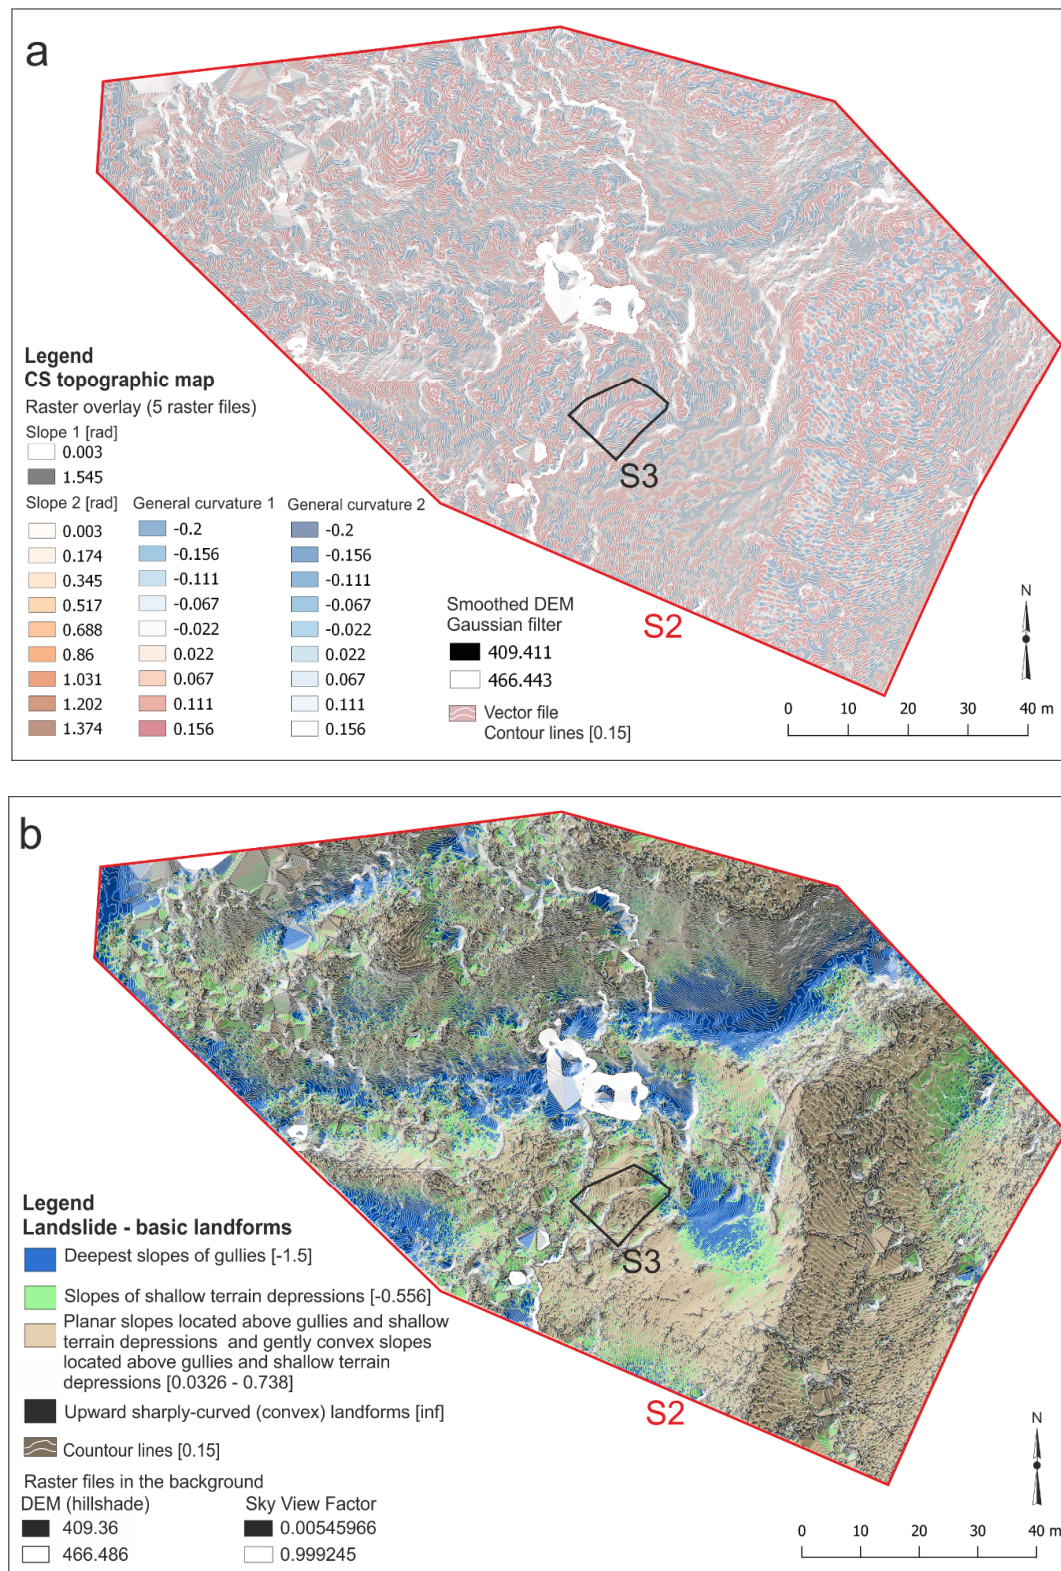 a
S3
S2
N
0 10 20 30 40 m
Legend
CS topographic map
Raster overlay (5 raster files)
Slope 1 [rad]
0.003
1.545
Slope 2 [rad]
0.003
0.174
0.345
0.517
0.688
0.86
1.031
1.202
1.374
General curvature 1
-0.2
-0.156
-0.111
-0.067
-0.022
0.022
0.067
0.111
0.156
General curvature 2
-0.2
-0.156
-0.111
-0.067
-0.022
0.022
0.067
0.111
0.156
Smoothed DEM
Gaussian filter
409.411
466.443
Vector file
Contour lines [0.15]
b
S3
S2
N
0 10 20 30 40 m
Legend
Landslide - basic landforms
Deepest slopes of gullies [-1.5]
Slopes of shallow terrain depressions [-0.556]
Planar slopes located above gullies and shallow
terrain depressions and gently convex slopes
located above gullies and shallow terrain
depressions [0.0326 - 0.738]
Upward sharply-curved (convex) landforms [inf]
Countour lines [0.15]
Raster files in the background
DEM (hillshade)
409.36
466.486
Sky View Factor
0.00545966
0.999245